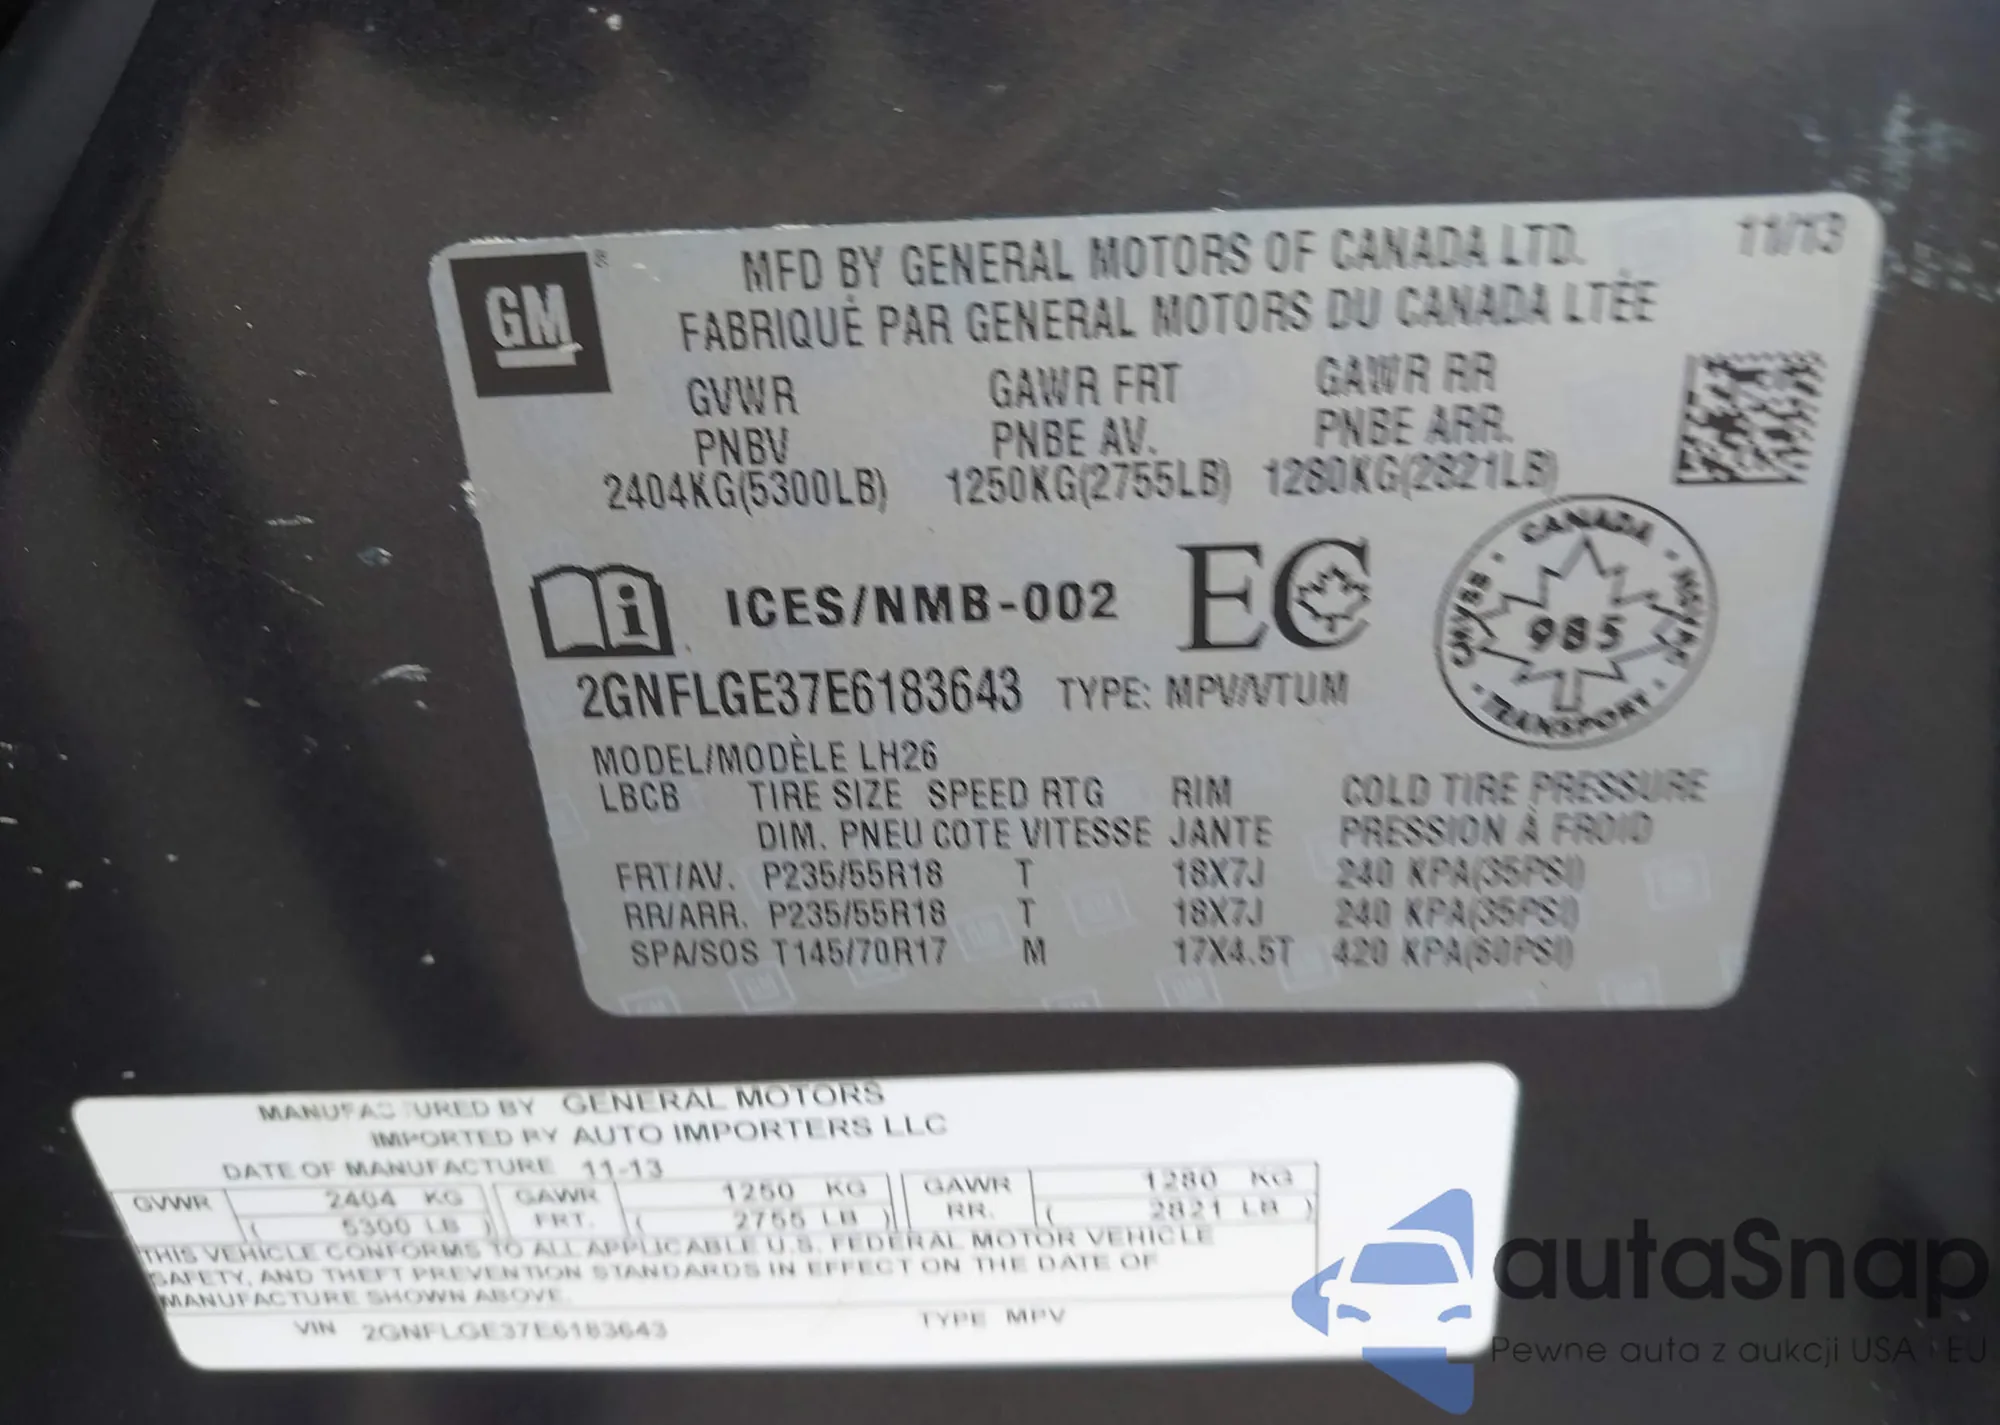 GM®
MFD BY GENERAL MOTORS OF CANADA LTD. 11/13
FABRIQUÉ PAR GENERAL MOTORS DU CANADA LTÉE
GVWR GAWR FRT GAWR RR
PNBV PNBE AV. PNBE ARR.
2404KG(5300LB) 1250KG(2755LB) 1280KG(2821LB)
i ICES/NMB-002 EC
CANADA
CMVSS · NSVAC
985
TRANSPORT
2GNFLGE37E6183643 TYPE: MPV/VTUM
MODEL/MODÈLE LH26
LBCB TIRE SIZE SPEED RTG RIM COLD TIRE PRESSURE
DIM. PNEU COTE VITESSE JANTE PRESSION À FROID
FRT/AV. P235/55R18 T 18X7J 240 KPA(35PSI)
RR/ARR. P235/55R18 T 18X7J 240 KPA(35PSI)
SPA/SOS T145/70R17 M 17X4.5T 420 KPA(60PSI)
MANUFACTURED BY GENERAL MOTORS
IMPORTED BY AUTO IMPORTERS LLC
DATE OF MANUFACTURE 11-13
GVWR 2404 KG GAWR 1250 KG GAWR 1280 KG
( 5300 LB ) FRT. ( 2755 LB ) RR. ( 2821 LB )
THIS VEHICLE CONFORMS TO ALL APPLICABLE U.S. FEDERAL MOTOR VEHICLE
SAFETY, AND THEFT PREVENTION STANDARDS IN EFFECT ON THE DATE OF
MANUFACTURE SHOWN ABOVE.
VIN 2GNFLGE37E6183643 TYPE MPV
autaSnap
Pewne auta z aukcji USA i EU